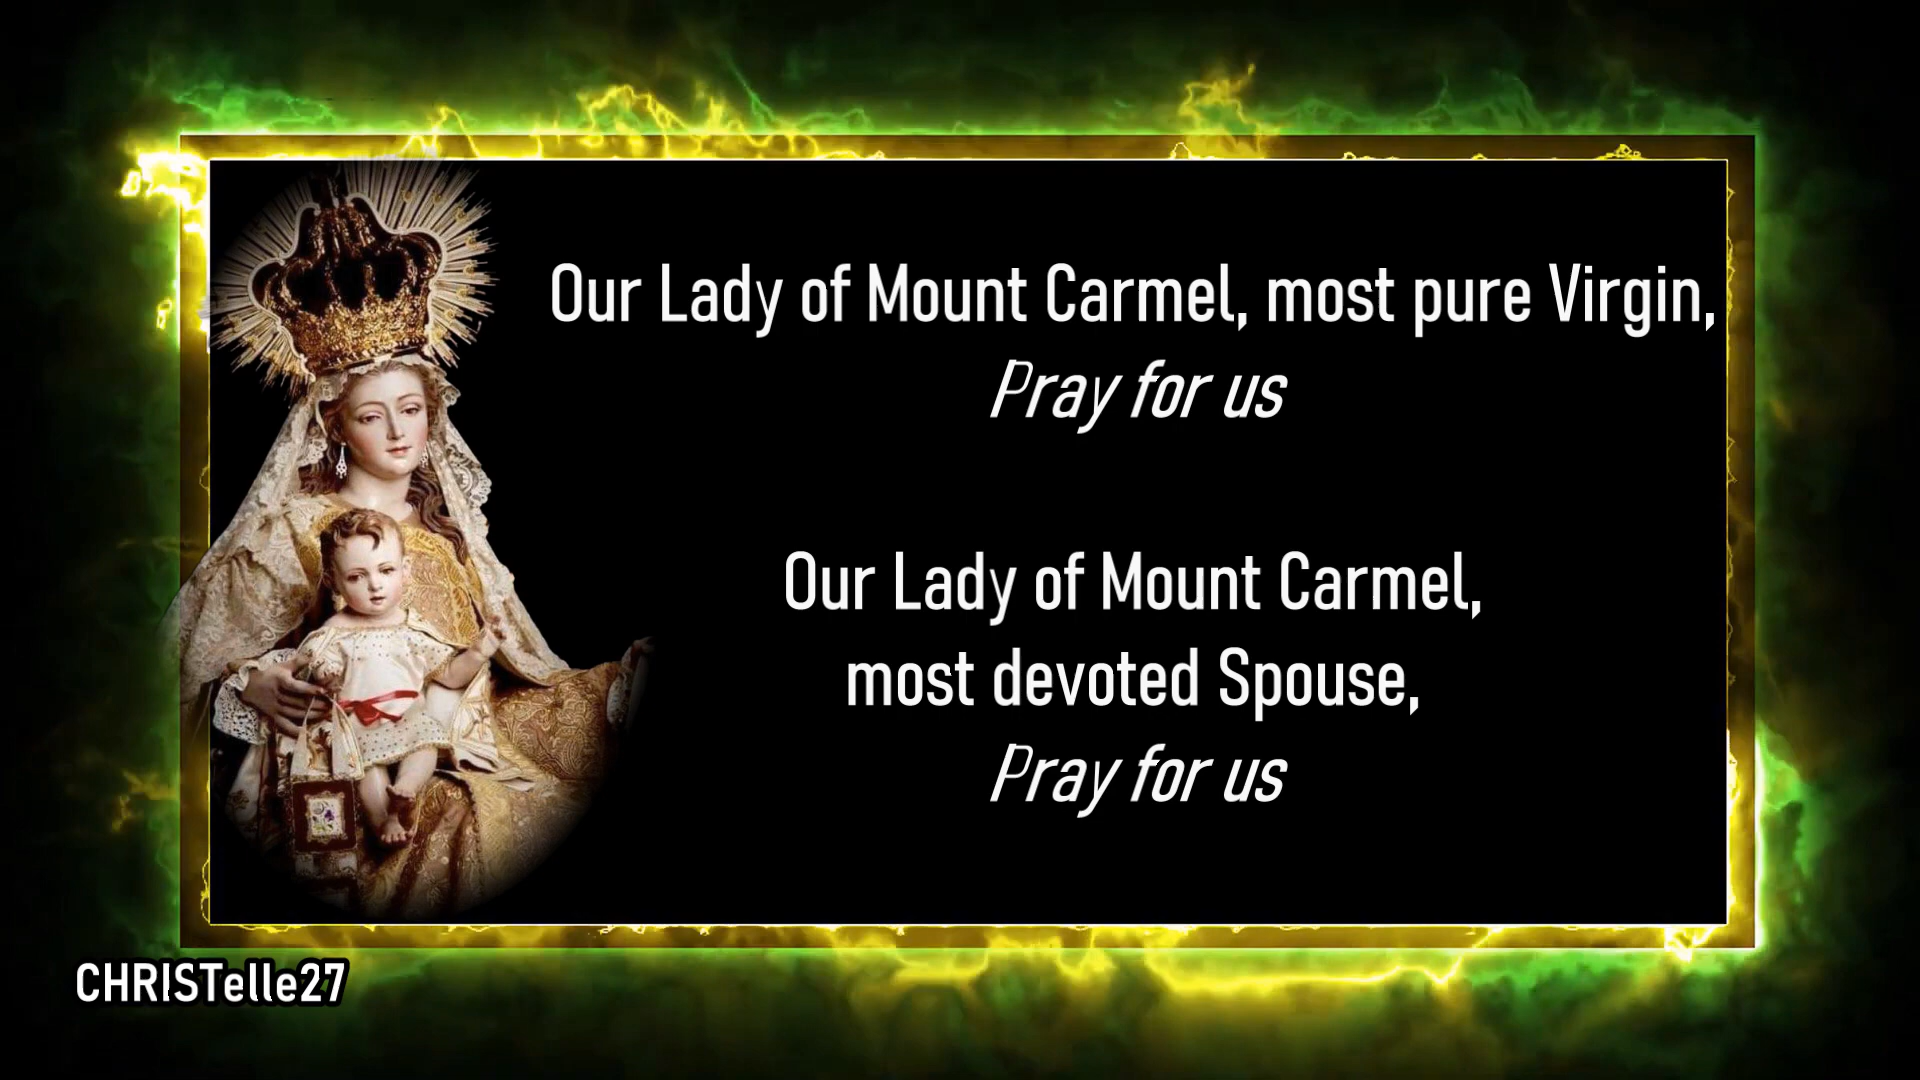 Our Lady of Mount Carmel, most pure Virgin,
Pray for us
Our Lady of Mount Carmel,
most devoted Spouse,
Pray for us
CHRISTelle27